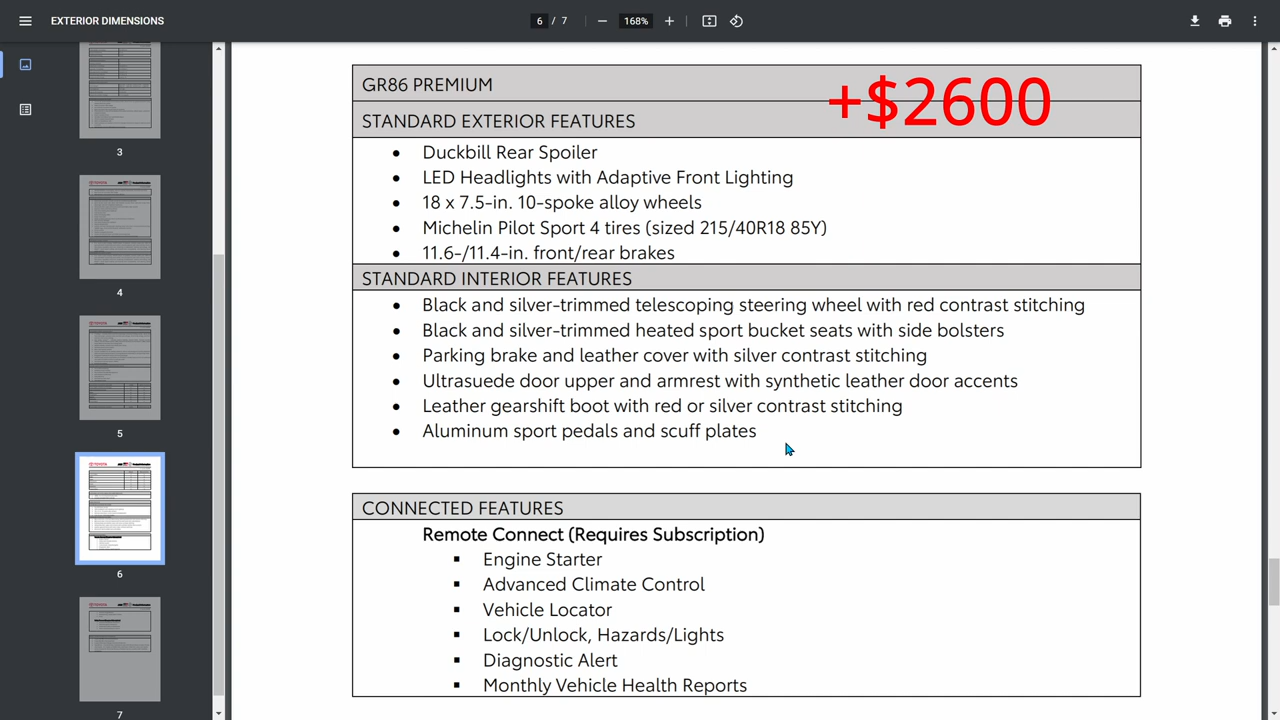 EXTERIOR DIMENSIONS
6 / 7
168%
3
4
5
6
7
GR86 PREMIUM
+$2600
STANDARD EXTERIOR FEATURES
• Duckbill Rear Spoiler
• LED Headlights with Adaptive Front Lighting
• 18 x 7.5-in. 10-spoke alloy wheels
• Michelin Pilot Sport 4 tires (sized 215/40R18 85Y)
• 11.6-/11.4-in. front/rear brakes
STANDARD INTERIOR FEATURES
• Black and silver-trimmed telescoping steering wheel with red contrast stitching
• Black and silver-trimmed heated sport bucket seats with side bolsters
• Parking brake and leather cover with silver contrast stitching
• Ultrasuede door upper and armrest with synthetic leather door accents
• Leather gearshift boot with red or silver contrast stitching
• Aluminum sport pedals and scuff plates
CONNECTED FEATURES
Remote Connect (Requires Subscription)
▪ Engine Starter
▪ Advanced Climate Control
▪ Vehicle Locator
▪ Lock/Unlock, Hazards/Lights
▪ Diagnostic Alert
▪ Monthly Vehicle Health Reports